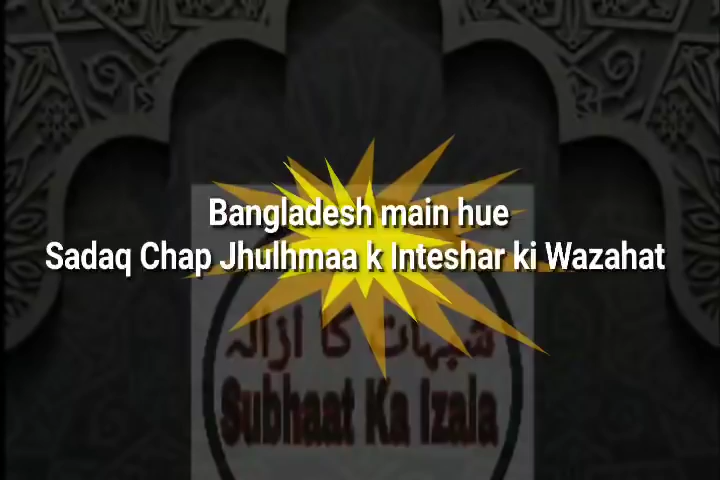 Bangladesh main hue
Sadaq Chap Jhulhmaa k Inteshar ki Wazahat
شبہات کا ازالہ
Subhaat Ka Izala